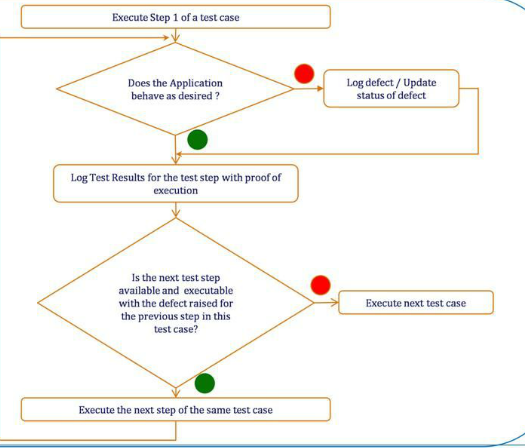 Execute Step 1 of a test case
Does the Application
behave as desired ?
Log defect / Update
status of defect
Log Test Results for the test step with proof of
execution
Is the next test step
available and executable
with the defect raised for
the previous step in this
test case?
Execute next test case
Execute the next step of the same test case